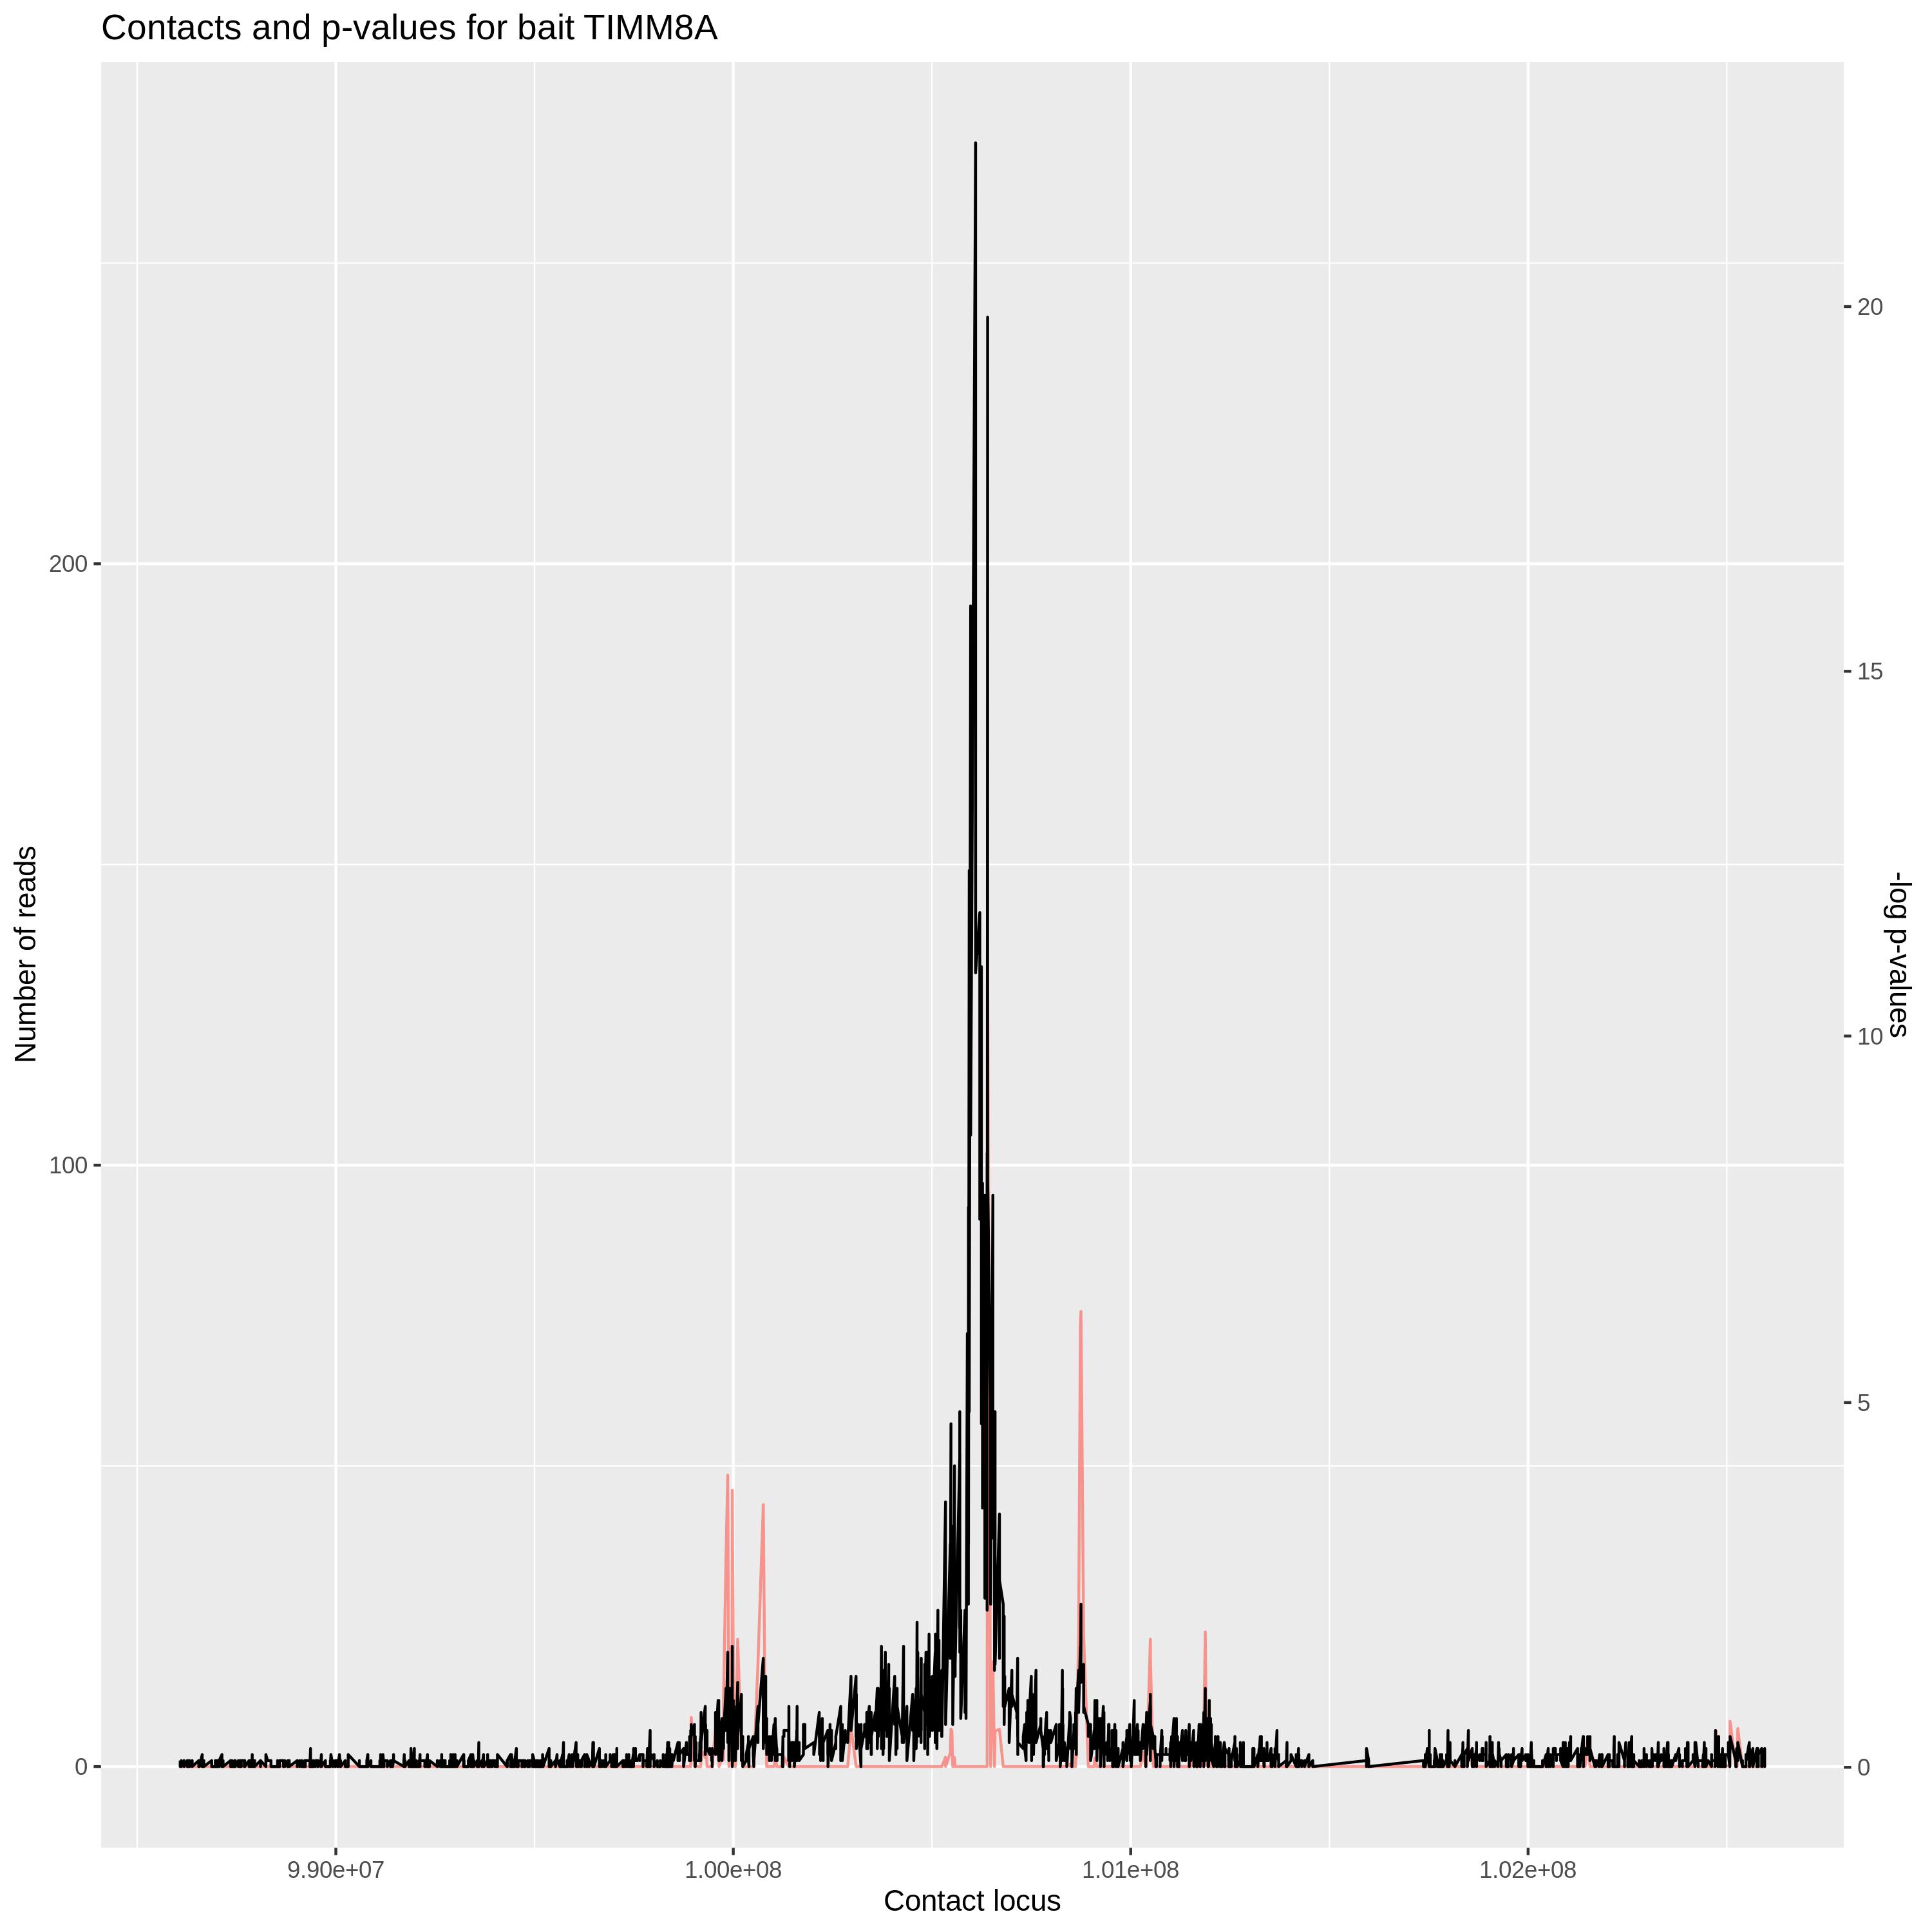 Contacts and p-values for bait TIMM8A
Number of reads
200
100
0
20
15
10
5
0
-log p-values
9.90e+07
1.00e+08
1.01e+08
1.02e+08
Contact locus